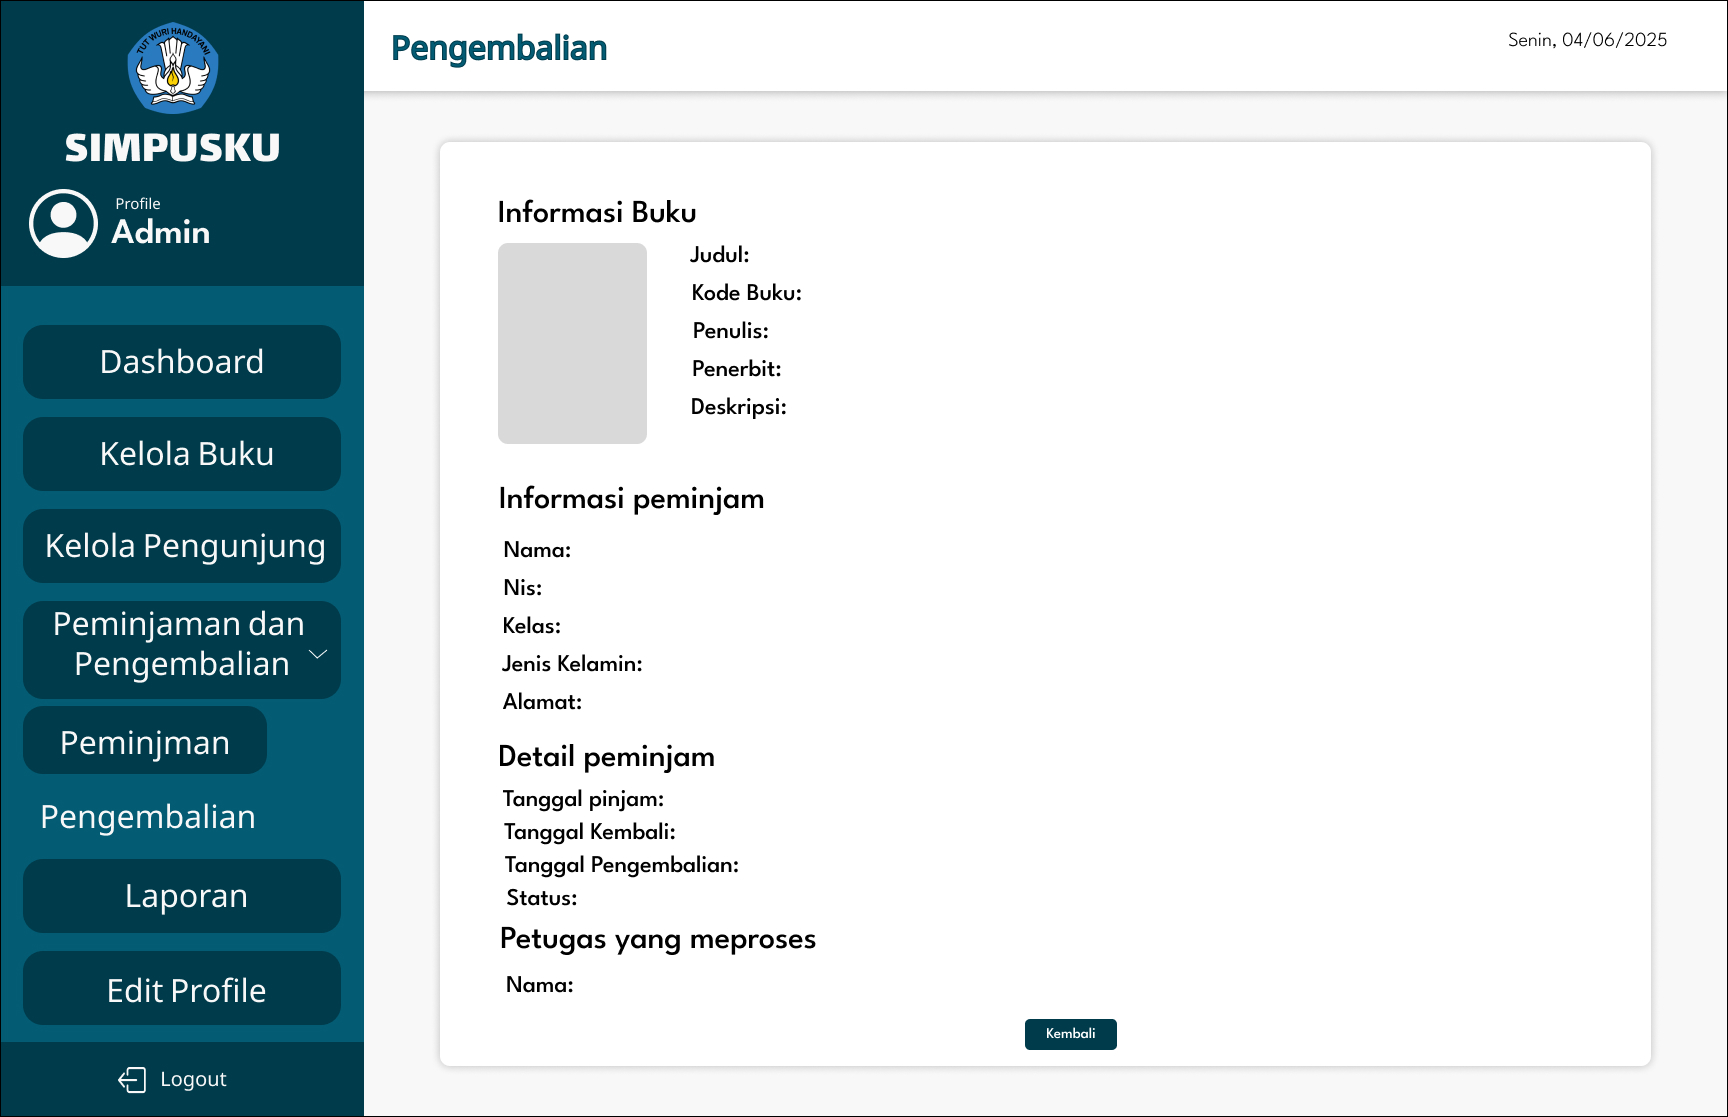 TUT WURI HANDAYANI
SIMPUSKU
Profile
Admin
Dashboard
Kelola Buku
Kelola Pengunjung
Peminjaman dan
Pengembalian
Peminjman
Pengembalian
Laporan
Edit Profile
Logout
Pengembalian
Senin, 04/06/2025
Informasi Buku
Judul:
Kode Buku:
Penulis:
Penerbit:
Deskripsi:
Informasi peminjam
Nama:
Nis:
Kelas:
Jenis Kelamin:
Alamat:
Detail peminjam
Tanggal pinjam:
Tanggal Kembali:
Tanggal Pengembalian:
Status:
Petugas yang meproses
Nama:
Kembali